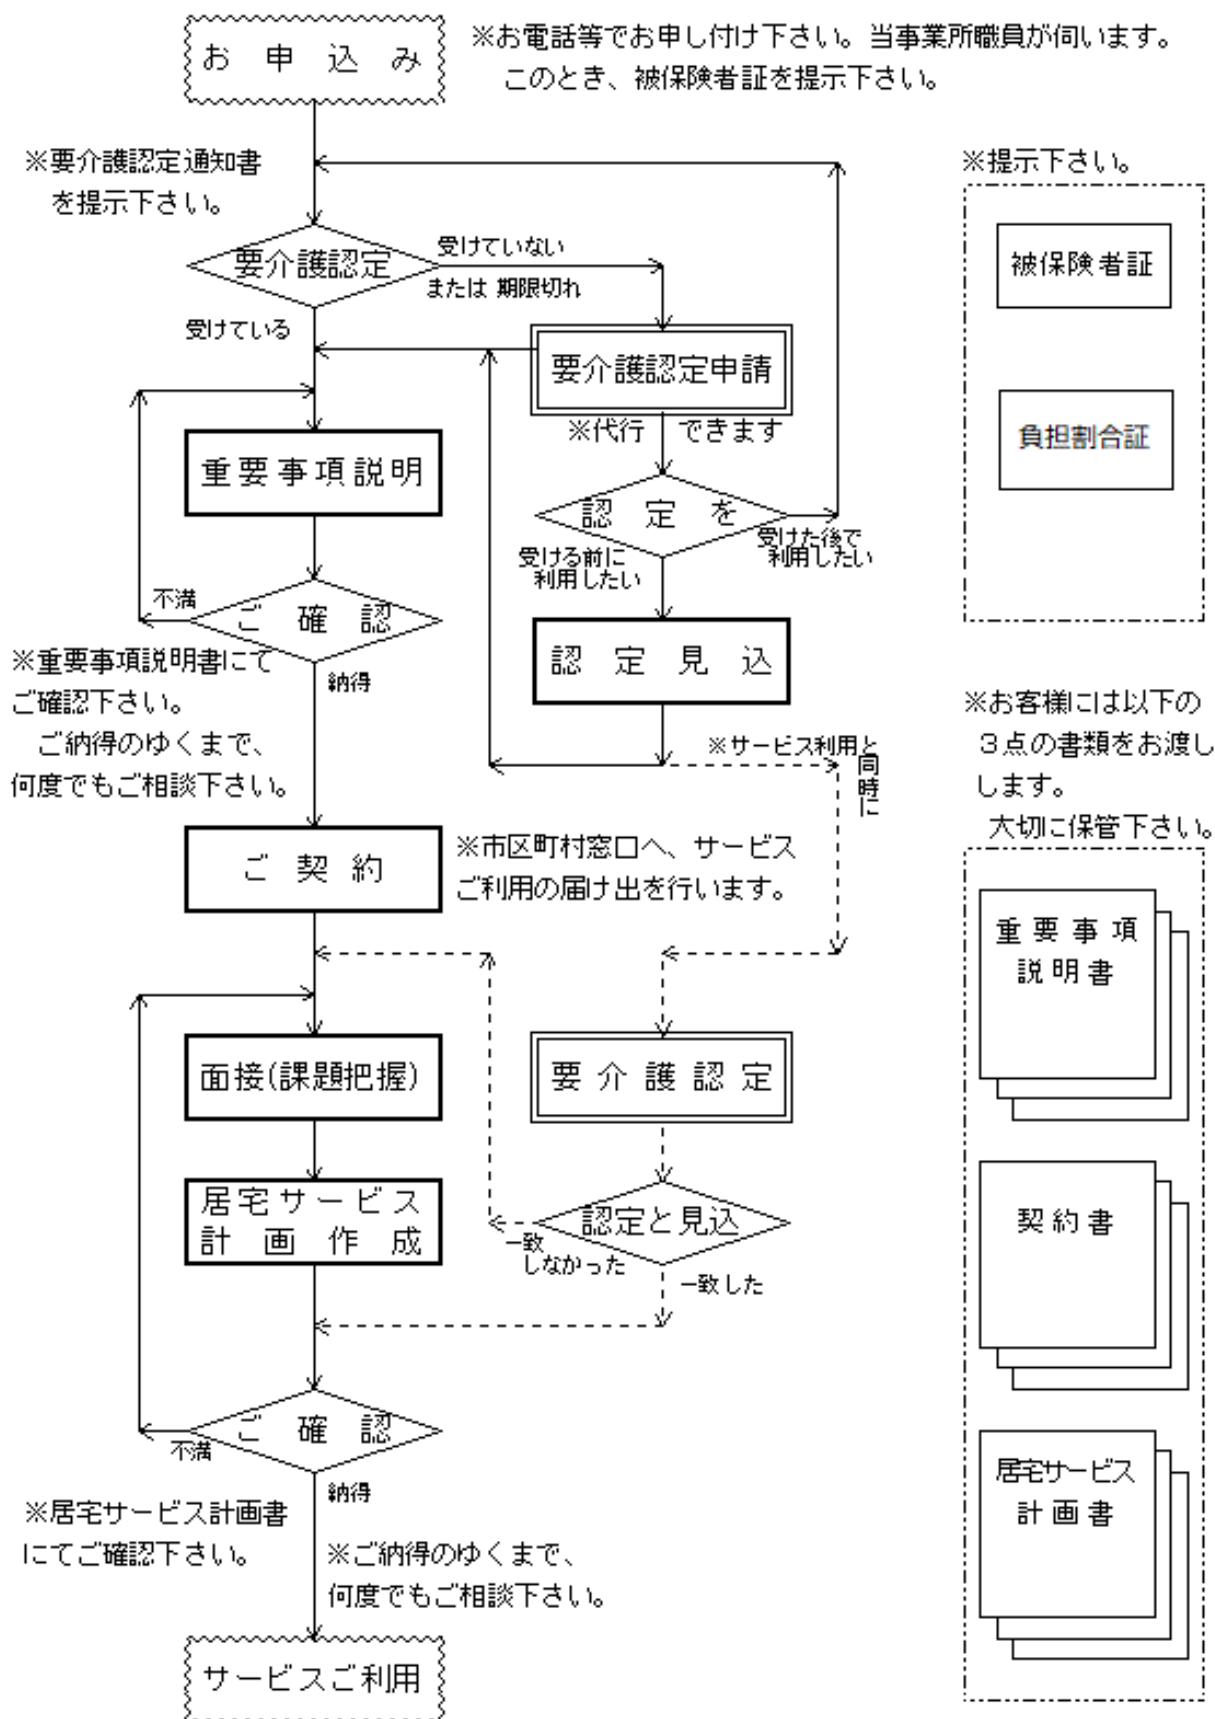 お申込み
※お電話等でお申し付け下さい。当事業所職員が伺います。
このとき、被保険者証を提示下さい。
※要介護認定通知書
を提示下さい。
要介護認定
受けていない
または 期限切れ
受けている
要介護認定申請
※代行 できます
重要事項説明
認定を
受けた後で
利用したい
受ける前に
利用したい
ご確認
不満
納得
認定見込
※重要事項説明書にて
ご確認下さい。
ご納得のゆくまで、
何度でもご相談下さい。
※サービス利用と
同時に
ご契約
※市区町村窓口へ、サービス
ご利用の届け出を行います。
面接(課題把握)
要介護認定
居宅サービス
計画作成
認定と見込
一致
しなかった
一致した
ご確認
不満
納得
※居宅サービス計画書
にてご確認下さい。
※ご納得のゆくまで、
何度でもご相談下さい。
サービスご利用
※提示下さい。
被保険者証
負担割合証
※お客様には以下の
３点の書類をお渡し
します。
大切に保管下さい。
重要事項
説明書
契約書
居宅サービス
計画書